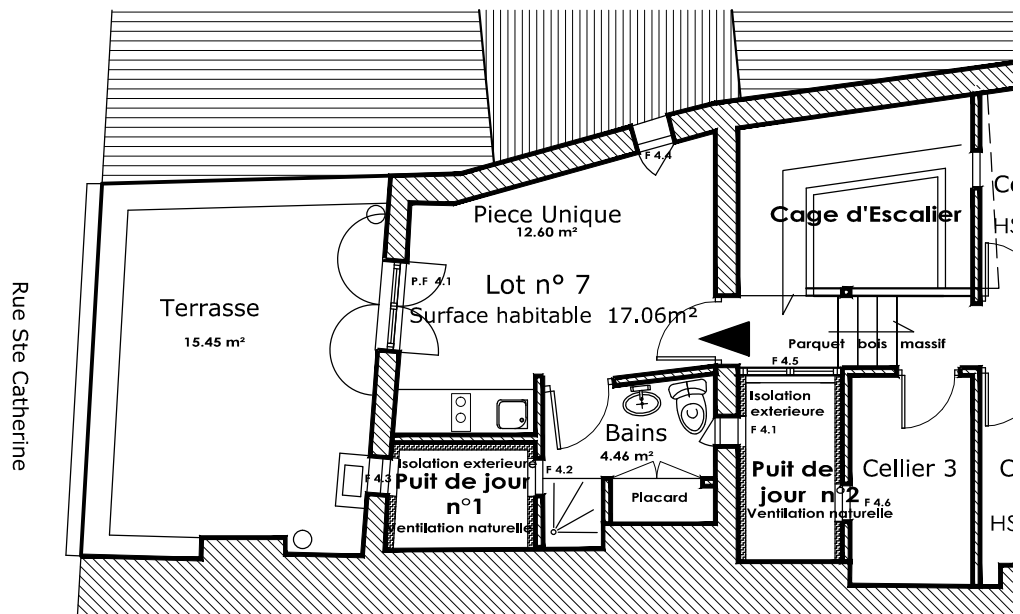 F 4.4
Piece Unique
12.60 m²
Cage d'Escalier
P.F 4.1
Lot n° 7
Surface habitable 17.06m²
Terrasse
15.45 m²
Rue Ste Catherine
Parquet bois massif
F 4.5
Isolation
exterieure
F 4.1
Bains
4.46 m²
Placard
F 4.2
F 4.3
Isolation exterieure
Puit de jour
n°1
Ventilation naturelle
Puit de
jour n°2
Ventilation naturelle
F 4.6
Cellier 3
HS
HS